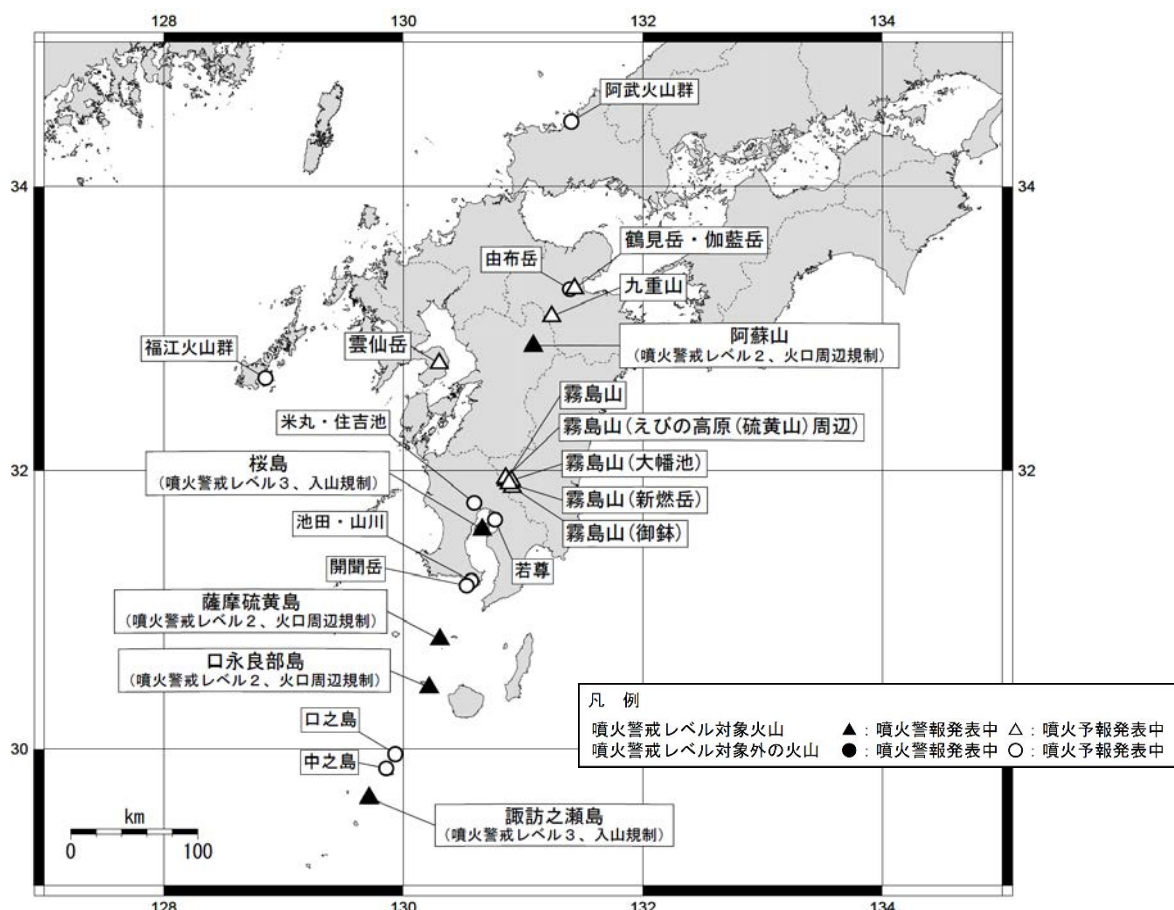 128 130 132 134
阿武火山群
34 34
鶴見岳・伽藍岳
由布岳
九重山
阿蘇山
(噴火警戒レベル2、火口周辺規制)
福江火山群
雲仙岳
霧島山
米丸・住吉池
霧島山(えびの高原(硫黄山)周辺)
桜島
(噴火警戒レベル3、入山規制)
霧島山(大幡池)
32 32
霧島山(新燃岳)
池田・山川
霧島山(御鉢)
開聞岳
若尊
薩摩硫黄島
(噴火警戒レベル2、火口周辺規制)
口永良部島
(噴火警戒レベル2、火口周辺規制)
凡 例
噴火警戒レベル対象火山 ▲:噴火警報発表中 △:噴火予報発表中
噴火警戒レベル対象外の火山 ●:噴火警報発表中 ○:噴火予報発表中
口之島
30
中之島
諏訪之瀬島
(噴火警戒レベル3、入山規制)
km
0 100
128 130 132 134